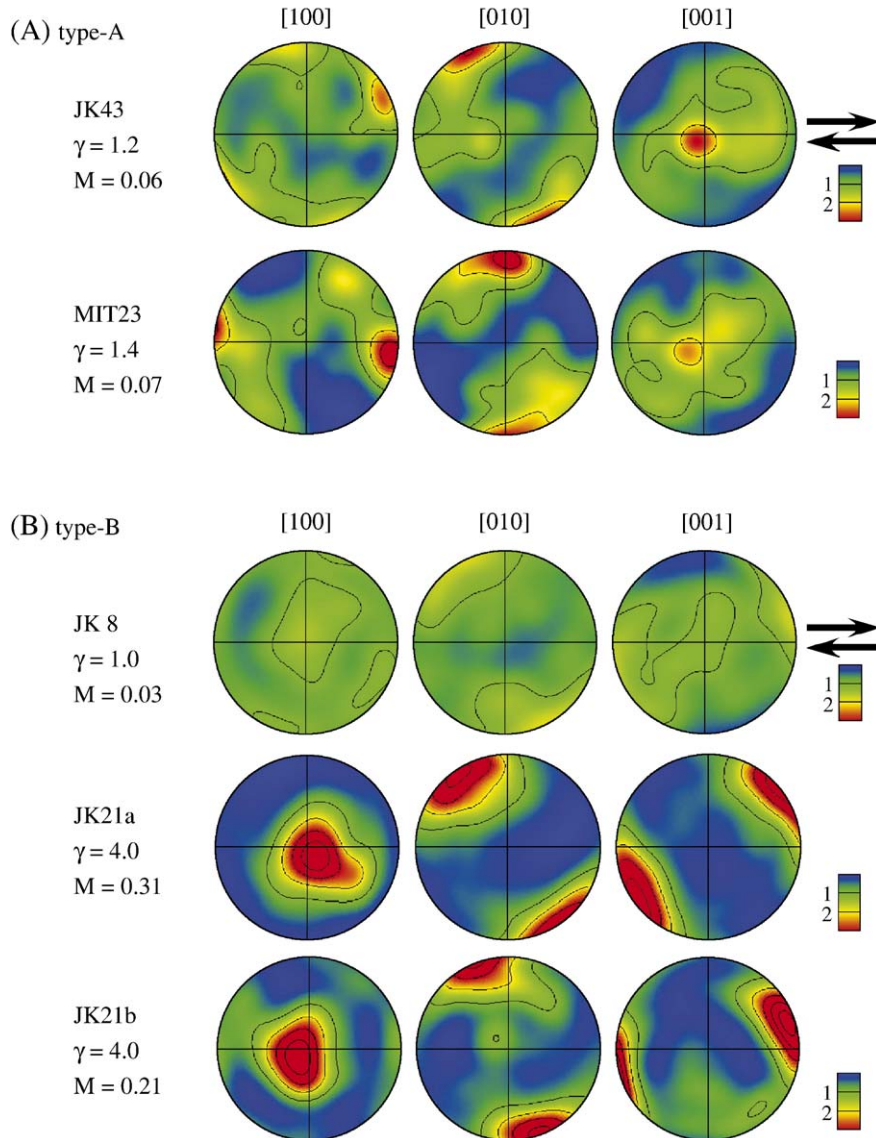 (A) type-A
[100] [010] [001]
JK43
γ = 1.2
M = 0.06
1
2
MIT23
γ = 1.4
M = 0.07
1
2
(B) type-B
[100] [010] [001]
JK 8
γ = 1.0
M = 0.03
1
2
JK21a
γ = 4.0
M = 0.31
1
2
JK21b
γ = 4.0
M = 0.21
1
2